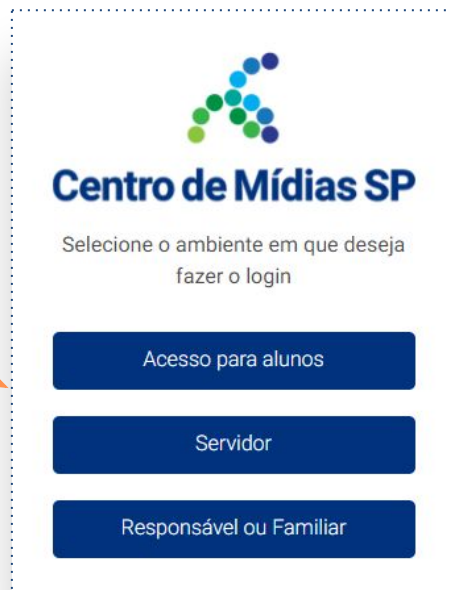 Centro de Mídias SP
Selecione o ambiente em que deseja
fazer o login
Acesso para alunos
Servidor
Responsável ou Familiar